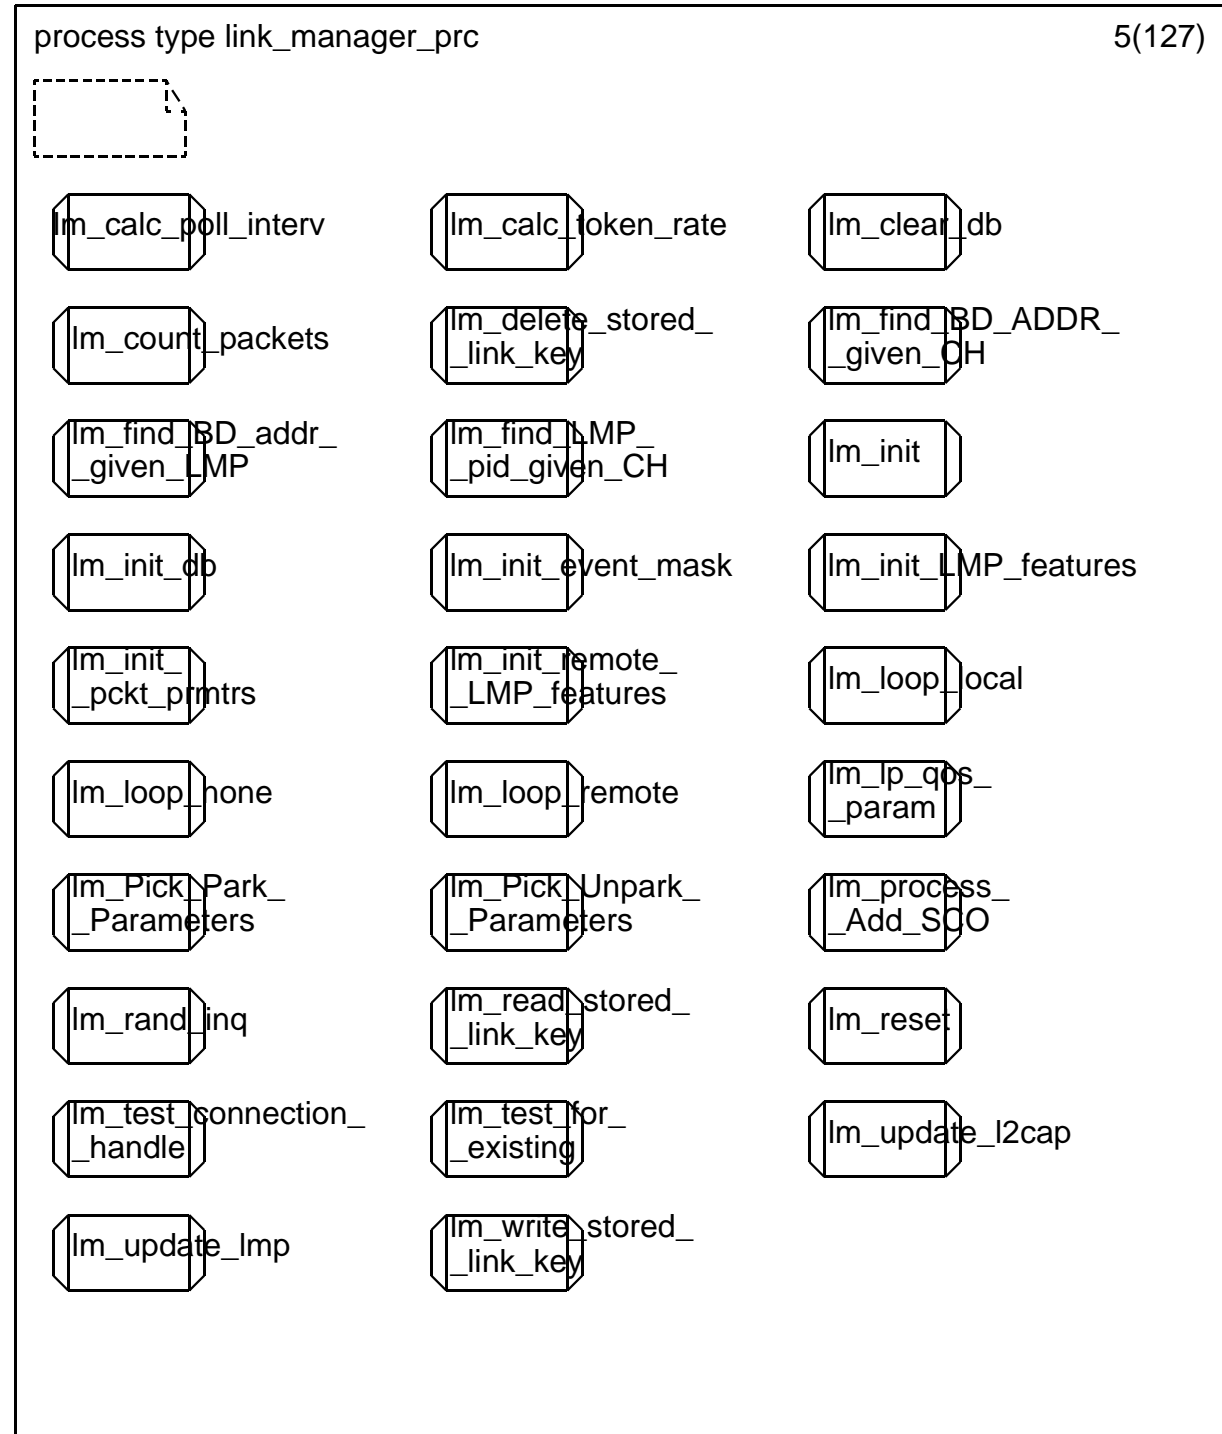 process type link_manager_prc 5(127)
lm_calc_poll_interv
lm_calc_token_rate
lm_clear_db
lm_count_packets
lm_delete_stored_
_link_key
lm_find_BD_ADDR_
_given_CH
lm_find_BD_addr_
_given_LMP
lm_find_LMP_
_pid_given_CH
lm_init
lm_init_db
lm_init_event_mask
lm_init_LMP_features
lm_init_
_pckt_prmtrs
lm_init_remote_
_LMP_features
lm_loop_local
lm_loop_none
lm_loop_remote
lm_lp_qos_
_param
lm_Pick_Park_
_Parameters
lm_Pick_Unpark_
_Parameters
lm_process_
_Add_SCO
lm_rand_inq
lm_read_stored_
_link_key
lm_reset
lm_test_connection_
_handle
lm_test_for_
_existing
lm_update_l2cap
lm_update_lmp
lm_write_stored_
_link_key